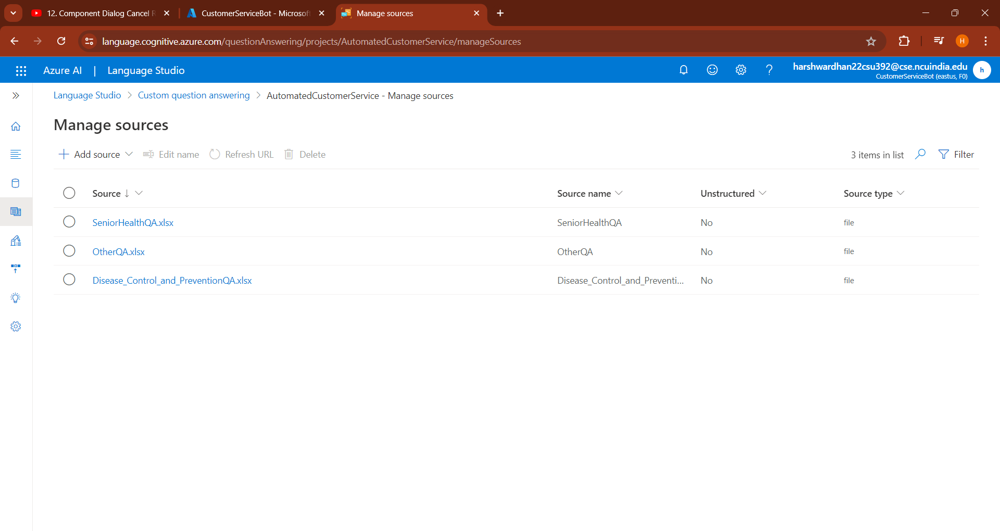 12. Component Dialog Cancel R
CustomerServiceBot - Microsoft
Manage sources
language.cognitive.azure.com/questionAnswering/projects/AutomatedCustomerService/manageSources
H
Azure AI | Language Studio
harshwardhan22csu392@cse.ncuindia.edu
CustomerServiceBot (eastus, F0)
h
Language Studio > Custom question answering > AutomatedCustomerService - Manage sources
Manage sources
Add source Edit name Refresh URL Delete 3 items in list Filter
Source Source name Unstructured Source type
SeniorHealthQA.xlsx SeniorHealthQA No file
OtherQA.xlsx OtherQA No file
Disease_Control_and_PreventionQA.xlsx Disease_Control_and_Preventi... No file